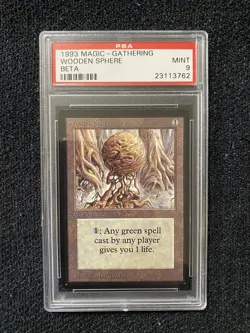 PSA
1993 MAGIC - GATHERING
WOODEN SPHERE
BETA
MINT
9
23113762
1: Any green spell
cast by any player
gives you 1 life.